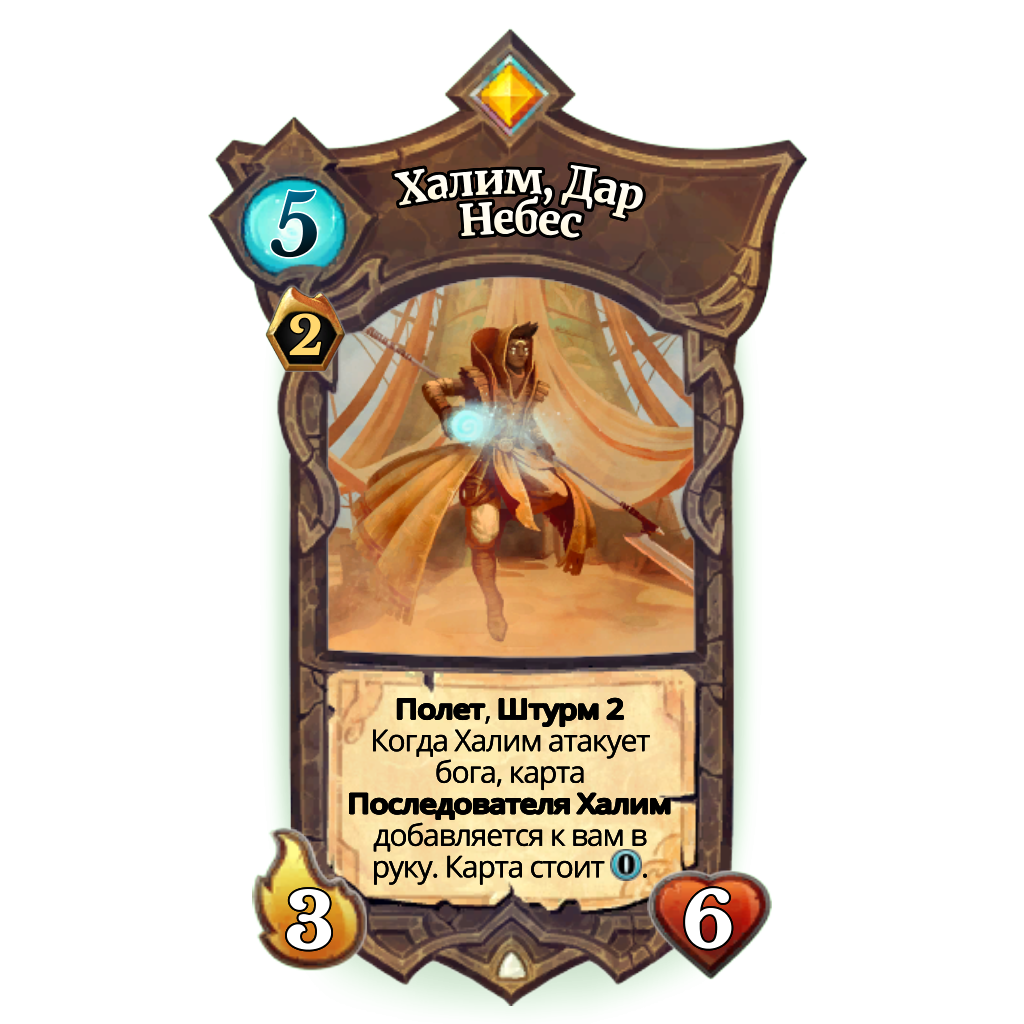 Халим, Дар
Небес
5
2
Полет, Штурм 2
Когда Халим атакует
бога, карта
Последователя Халим
добавляется к вам в
руку. Карта стоит 0.
3
6